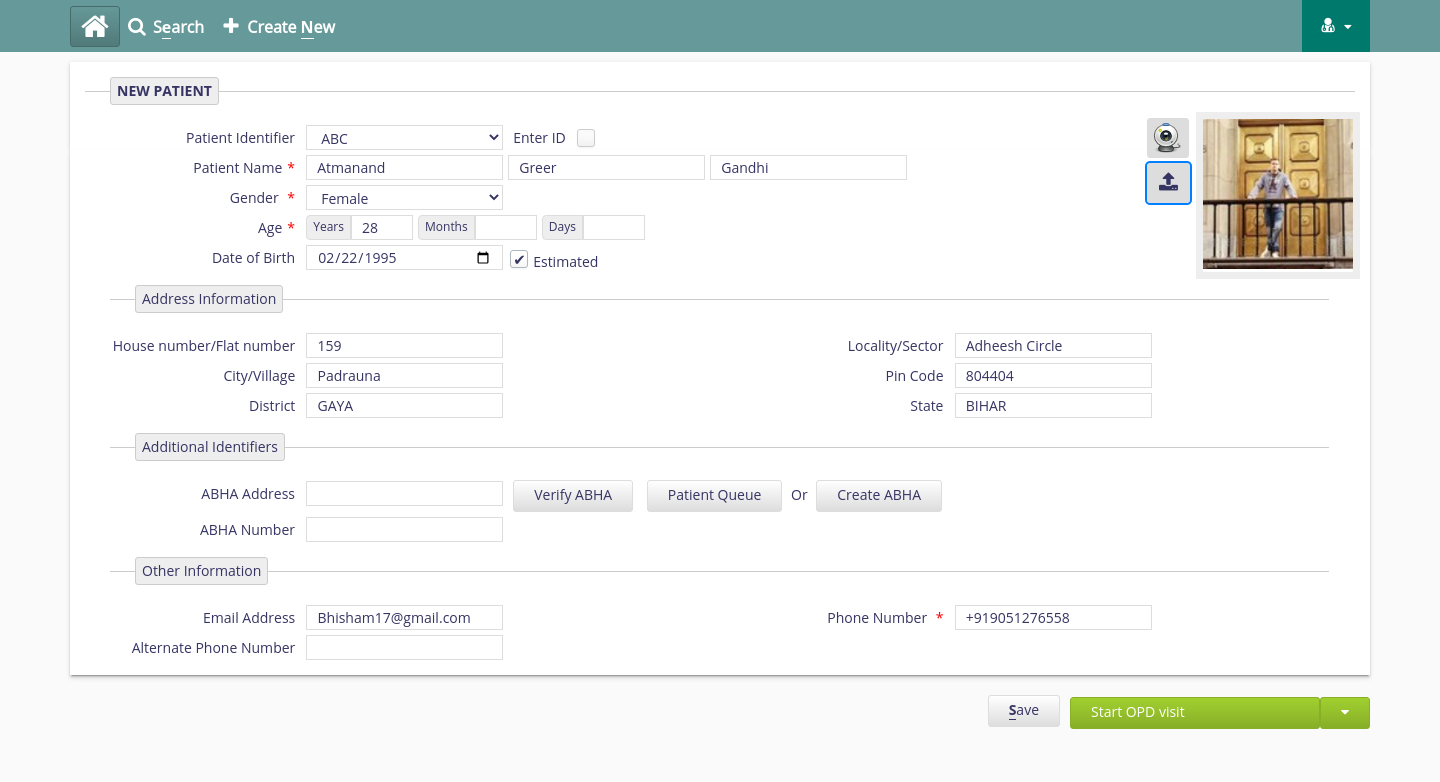 Search Create New
NEW PATIENT
Patient Identifier ABC Enter ID
Patient Name * Atmanand Greer Gandhi
Gender * Female
Age * Years 28 Months Days
Date of Birth 02/22/1995 ✔ Estimated
Address Information
House number/Flat number 159 Locality/Sector Adheesh Circle
City/Village Padrauna Pin Code 804404
District GAYA State BIHAR
Additional Identifiers
ABHA Address Verify ABHA Patient Queue Or Create ABHA
ABHA Number
Other Information
Email Address Bhisham17@gmail.com Phone Number * +919051276558
Alternate Phone Number
Save Start OPD visit